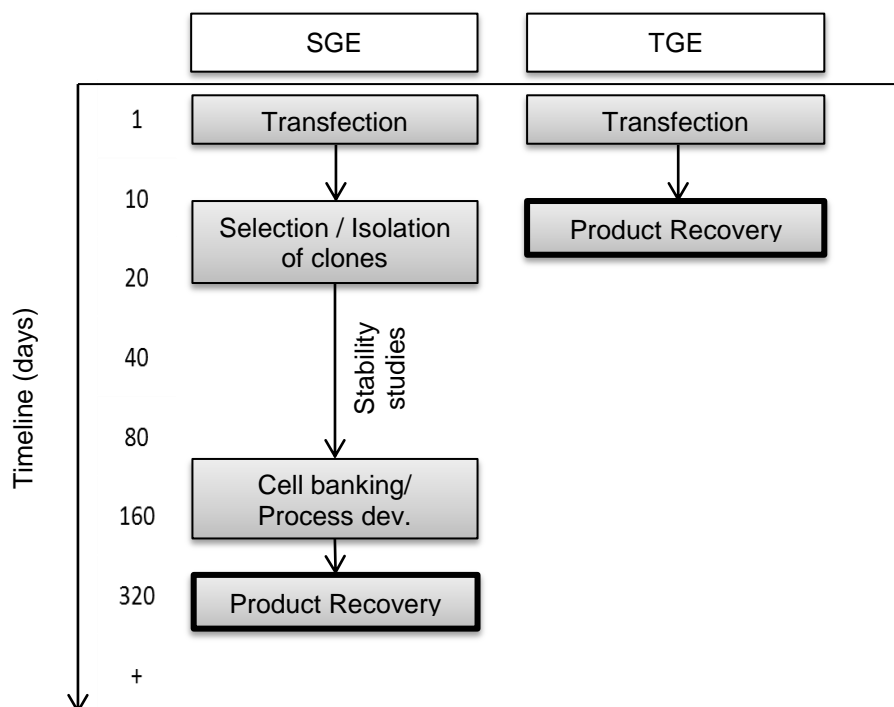 SGE
TGE
Timeline (days)
1
Transfection
Transfection
10
Selection / Isolation
of clones
Product Recovery
20
40
Stability
studies
80
Cell banking/
Process dev.
160
320
Product Recovery
+